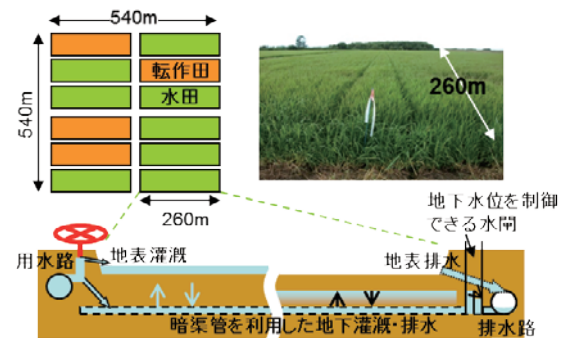 540m
540m
転作田
水田
260m
260m
地下水位を制御
できる水閘
用水路
地表灌漑
地表排水
暗渠管を利用した地下灌漑・排水
排水路